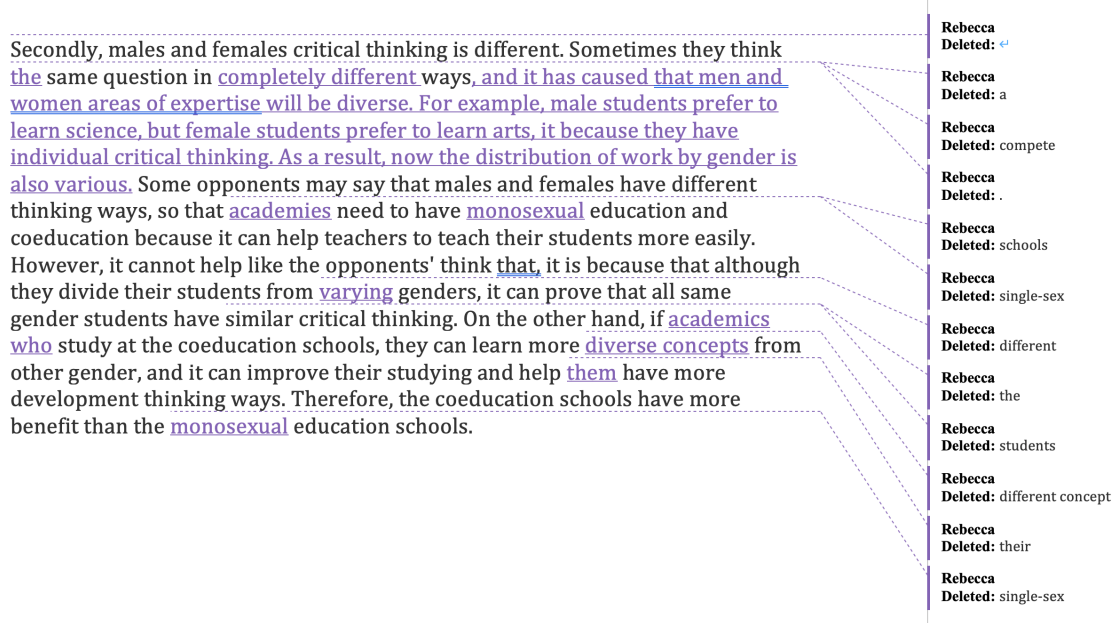 Secondly, males and females critical thinking is different. Sometimes they think
the same question in completely different ways, and it has caused that men and
women areas of expertise will be diverse. For example, male students prefer to
learn science, but female students prefer to learn arts, it because they have
individual critical thinking. As a result, now the distribution of work by gender is
also various. Some opponents may say that males and females have different
thinking ways, so that academies need to have monosexual education and
coeducation because it can help teachers to teach their students more easily.
However, it cannot help like the opponents' think that, it is because that although
they divide their students from varying genders, it can prove that all same
gender students have similar critical thinking. On the other hand, if academics
who study at the coeducation schools, they can learn more diverse concepts from
other gender, and it can improve their studying and help them have more
development thinking ways. Therefore, the coeducation schools have more
benefit than the monosexual education schools.
Rebecca
Deleted: ↵
Rebecca
Deleted: a
Rebecca
Deleted: compete
Rebecca
Deleted: .
Rebecca
Deleted: schools
Rebecca
Deleted: single-sex
Rebecca
Deleted: different
Rebecca
Deleted: the
Rebecca
Deleted: students
Rebecca
Deleted: different concept
Rebecca
Deleted: their
Rebecca
Deleted: single-sex